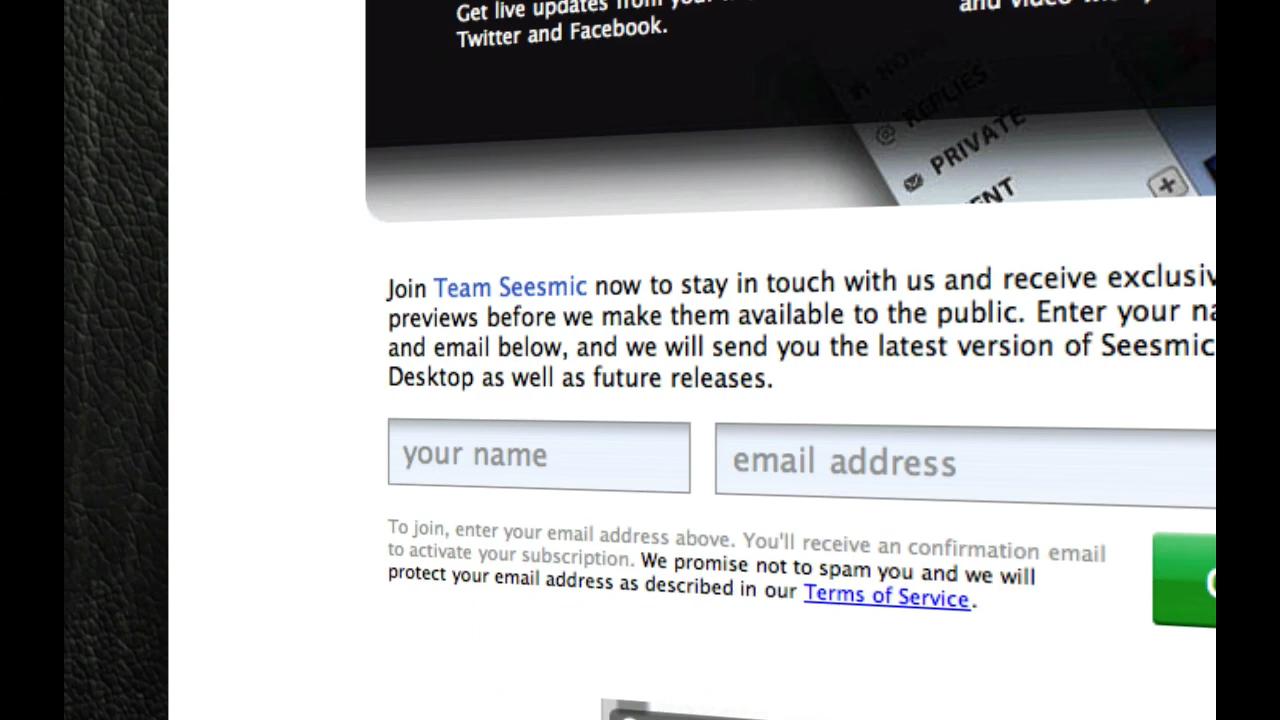 Get live updates from your
Twitter and Facebook.
and video
REPLIES
PRIVATE
Join Team Seesmic now to stay in touch with us and receive exclusiv
previews before we make them available to the public. Enter your na
and email below, and we will send you the latest version of Seesmic
Desktop as well as future releases.
your name
email address
To join, enter your email address above. You'll receive an confirmation email
to activate your subscription. We promise not to spam you and we will
protect your email address as described in our Terms of Service.